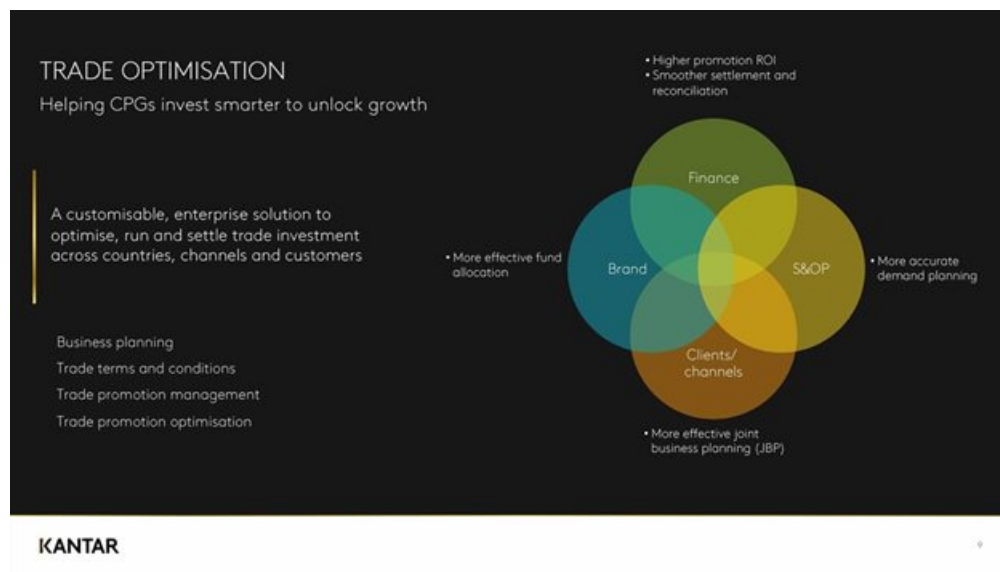 TRADE OPTIMISATION
Helping CPGs invest smarter to unlock growth
A customisable, enterprise solution to
optimise, run and settle trade investment
across countries, channels and customers
Business planning
Trade terms and conditions
Trade promotion management
Trade promotion optimisation
• Higher promotion ROI
• Smoother settlement and
reconciliation
Finance
• More effective fund
allocation
Brand
S&OP
• More accurate
demand planning
Clients/
channels
• More effective joint
business planning (JBP)
KANTAR